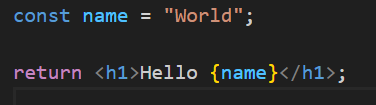 const name = "World";
return <h1>Hello {name}</h1>;